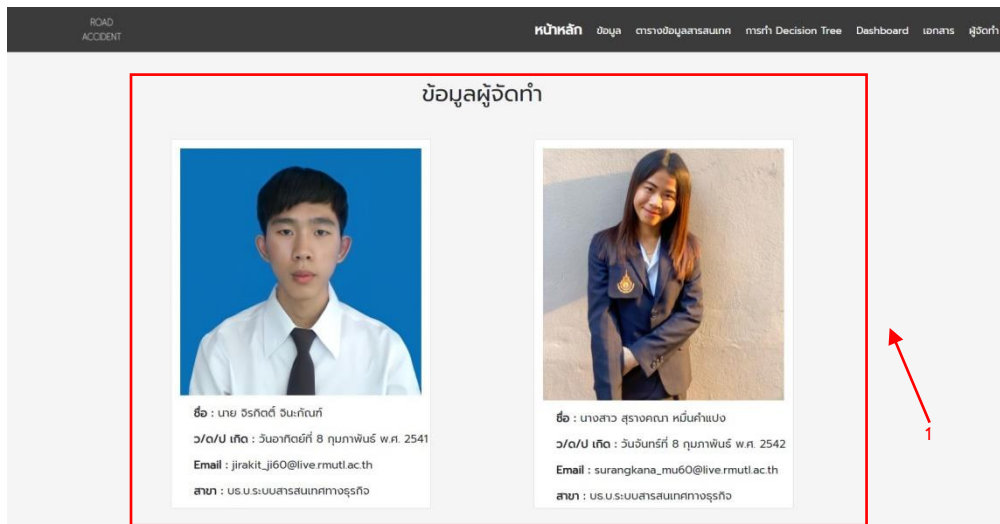 ROAD
ACCIDENT
หน้าหลัก ข้อมูล ตารางข้อมูลสารสนเทศ การทำ Decision Tree Dashboard เอกสาร ผู้จัดทำ
ข้อมูลผู้จัดทำ
ชื่อ : นาย จิรกิตติ์ จินะกัณฑ์
ว/ด/ป เกิด : วันอาทิตย์ที่ 8 กุมภาพันธ์ พ.ศ. 2541
Email : jirakit_ji60@live.rmutl.ac.th
สาขา : บธ.บ.ระบบสารสนเทศทางธุรกิจ
ชื่อ : นางสาว สุรางคณา หมื่นคำแปง
ว/ด/ป เกิด : วันจันทร์ที่ 8 กุมภาพันธ์ พ.ศ. 2542
Email : surangkana_mu60@live.rmutl.ac.th
สาขา : บธ.บ.ระบบสารสนเทศทางธุรกิจ
1